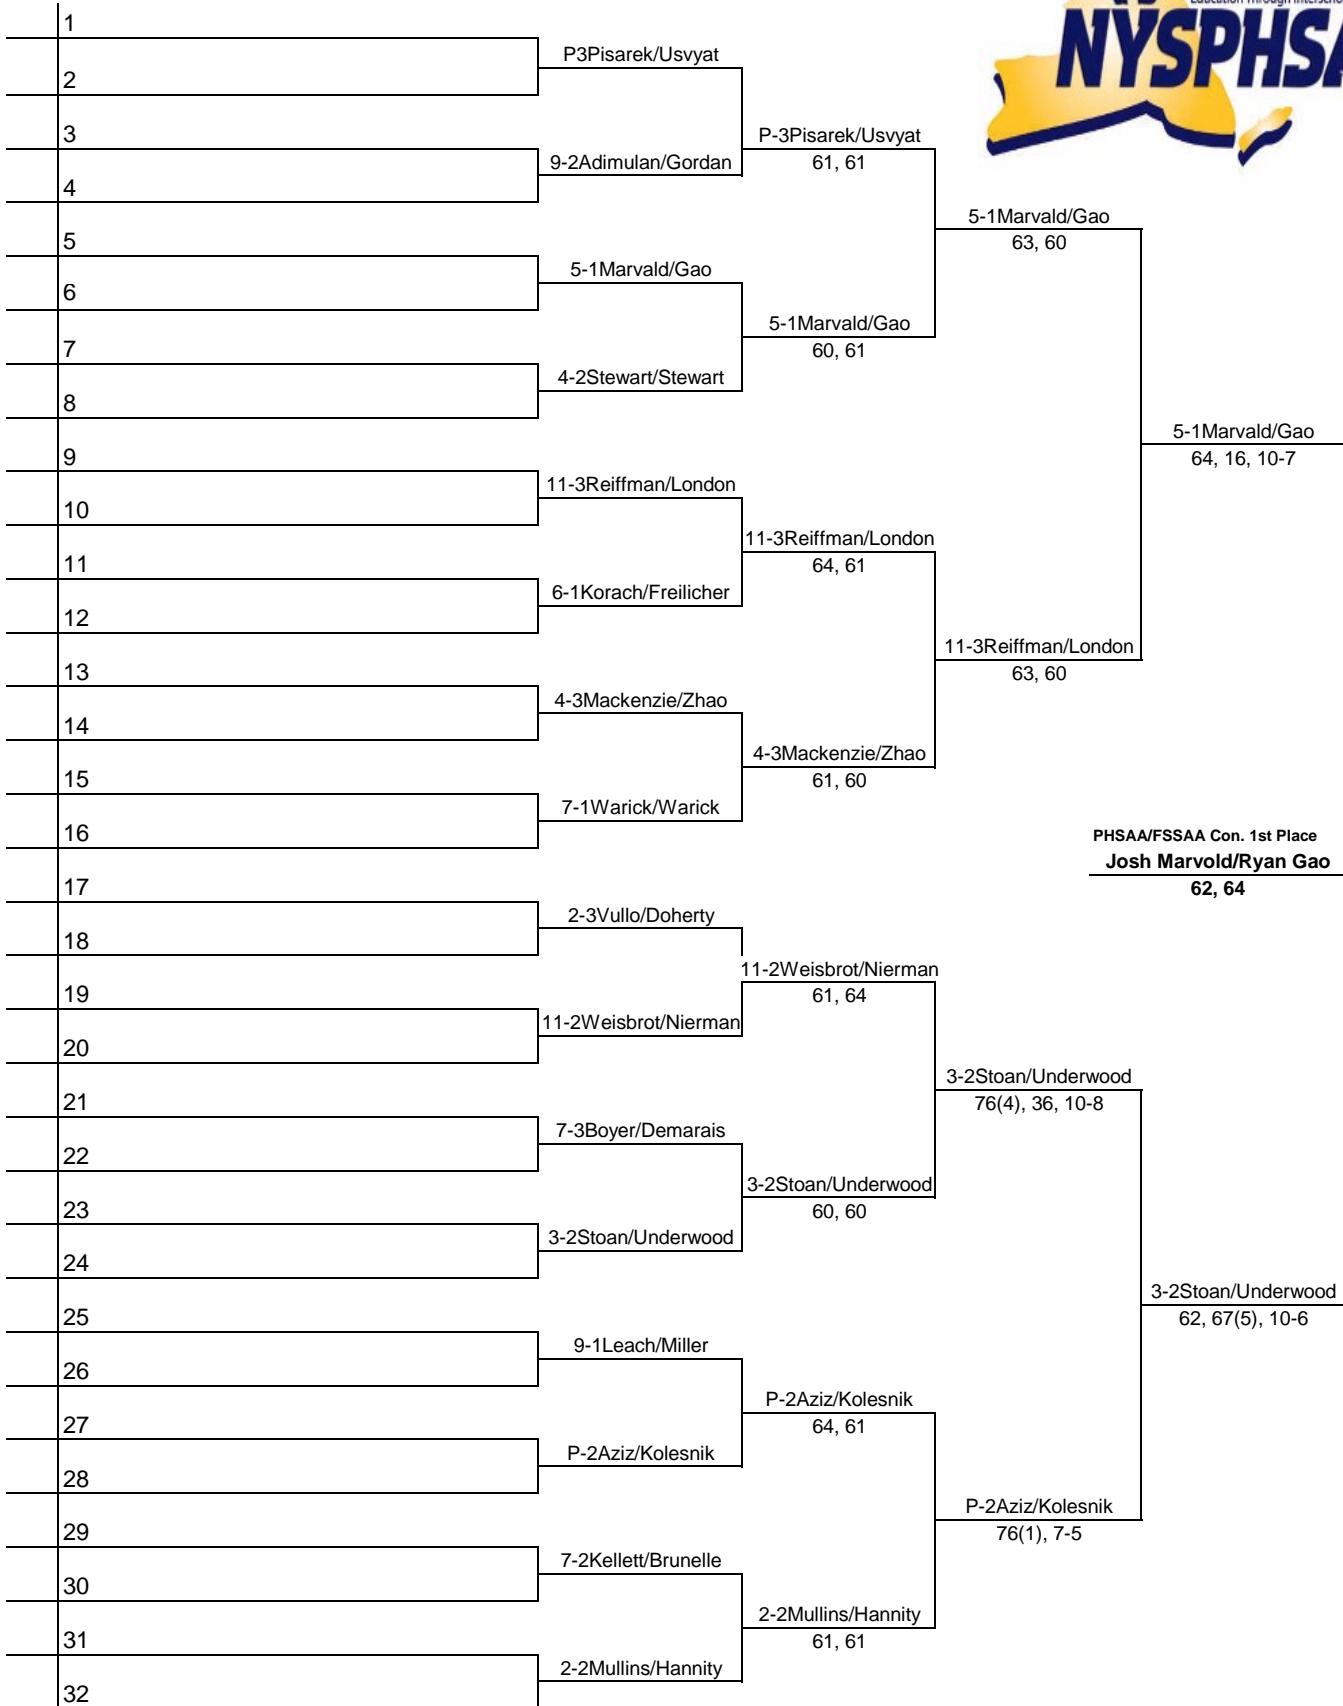 Education Through Interscho
NYSPHSA
1
P3Pisarek/Usvyat
2
3
P-3Pisarek/Usvyat
9-2Adimulan/Gordan
61, 61
4
5-1Marvald/Gao
5
63, 60
5-1Marvald/Gao
6
5-1Marvald/Gao
7
60, 61
4-2Stewart/Stewart
8
5-1Marvald/Gao
9
64, 16, 10-7
11-3Reiffman/London
10
11-3Reiffman/London
11
64, 61
6-1Korach/Freilicher
12
11-3Reiffman/London
13
63, 60
4-3Mackenzie/Zhao
14
4-3Mackenzie/Zhao
15
61, 60
7-1Warick/Warick
16
PHSAA/FSSAA Con. 1st Place
Josh Marvold/Ryan Gao
17
62, 64
2-3Vullo/Doherty
18
11-2Weisbrot/Nierman
19
61, 64
11-2Weisbrot/Nierman
20
3-2Stoan/Underwood
21
76(4), 36, 10-8
7-3Boyer/Demarais
22
3-2Stoan/Underwood
23
60, 60
3-2Stoan/Underwood
24
3-2Stoan/Underwood
25
62, 67(5), 10-6
9-1Leach/Miller
26
P-2Aziz/Kolesnik
27
64, 61
P-2Aziz/Kolesnik
28
P-2Aziz/Kolesnik
29
76(1), 7-5
7-2Kellett/Brunelle
30
2-2Mullins/Hannity
31
61, 61
2-2Mullins/Hannity
32